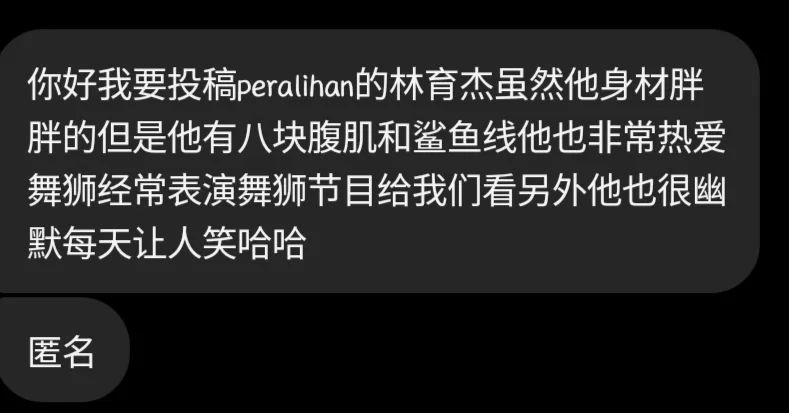 你好我要投稿peralihan的林育杰虽然他身材胖
胖的但是他有八块腹肌和鲨鱼线他也非常热爱
舞狮经常表演舞狮节目给我们看另外他也很幽
默每天让人笑哈哈
匿名